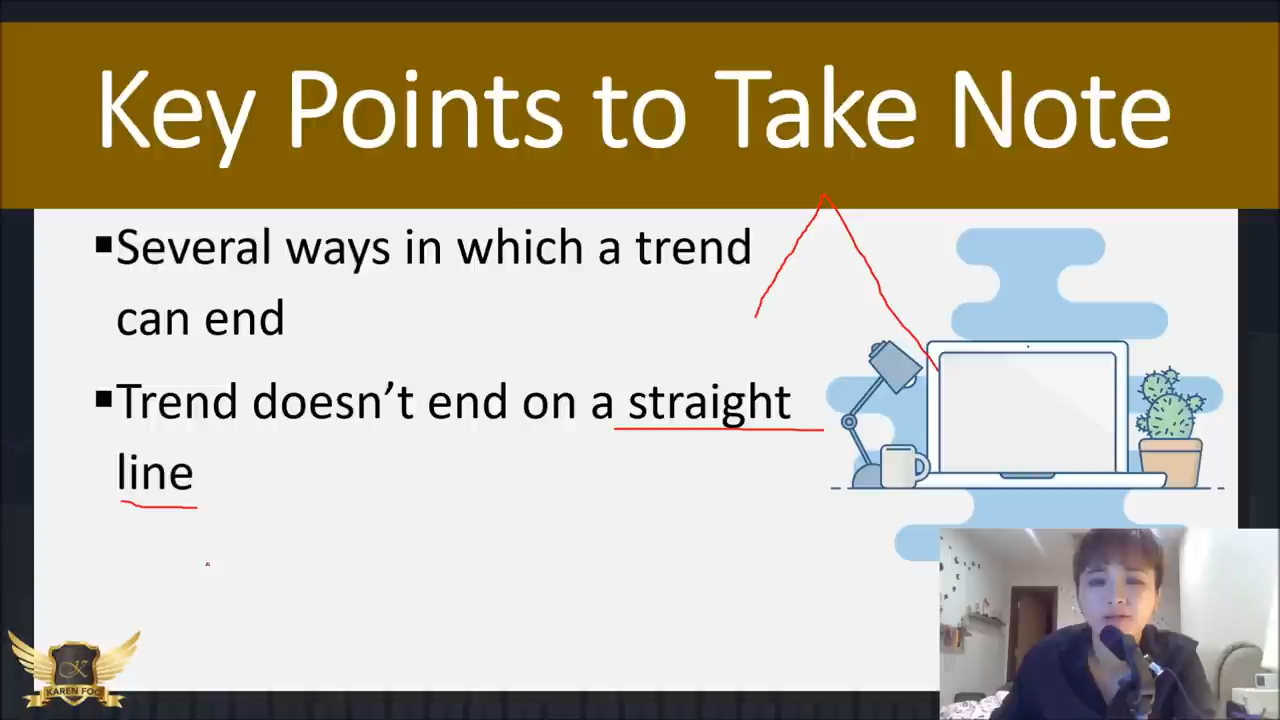 Key Points to Take Note
▪Several ways in which a trend
can end
▪Trend doesn’t end on a straight
line
K
KAREN FOO